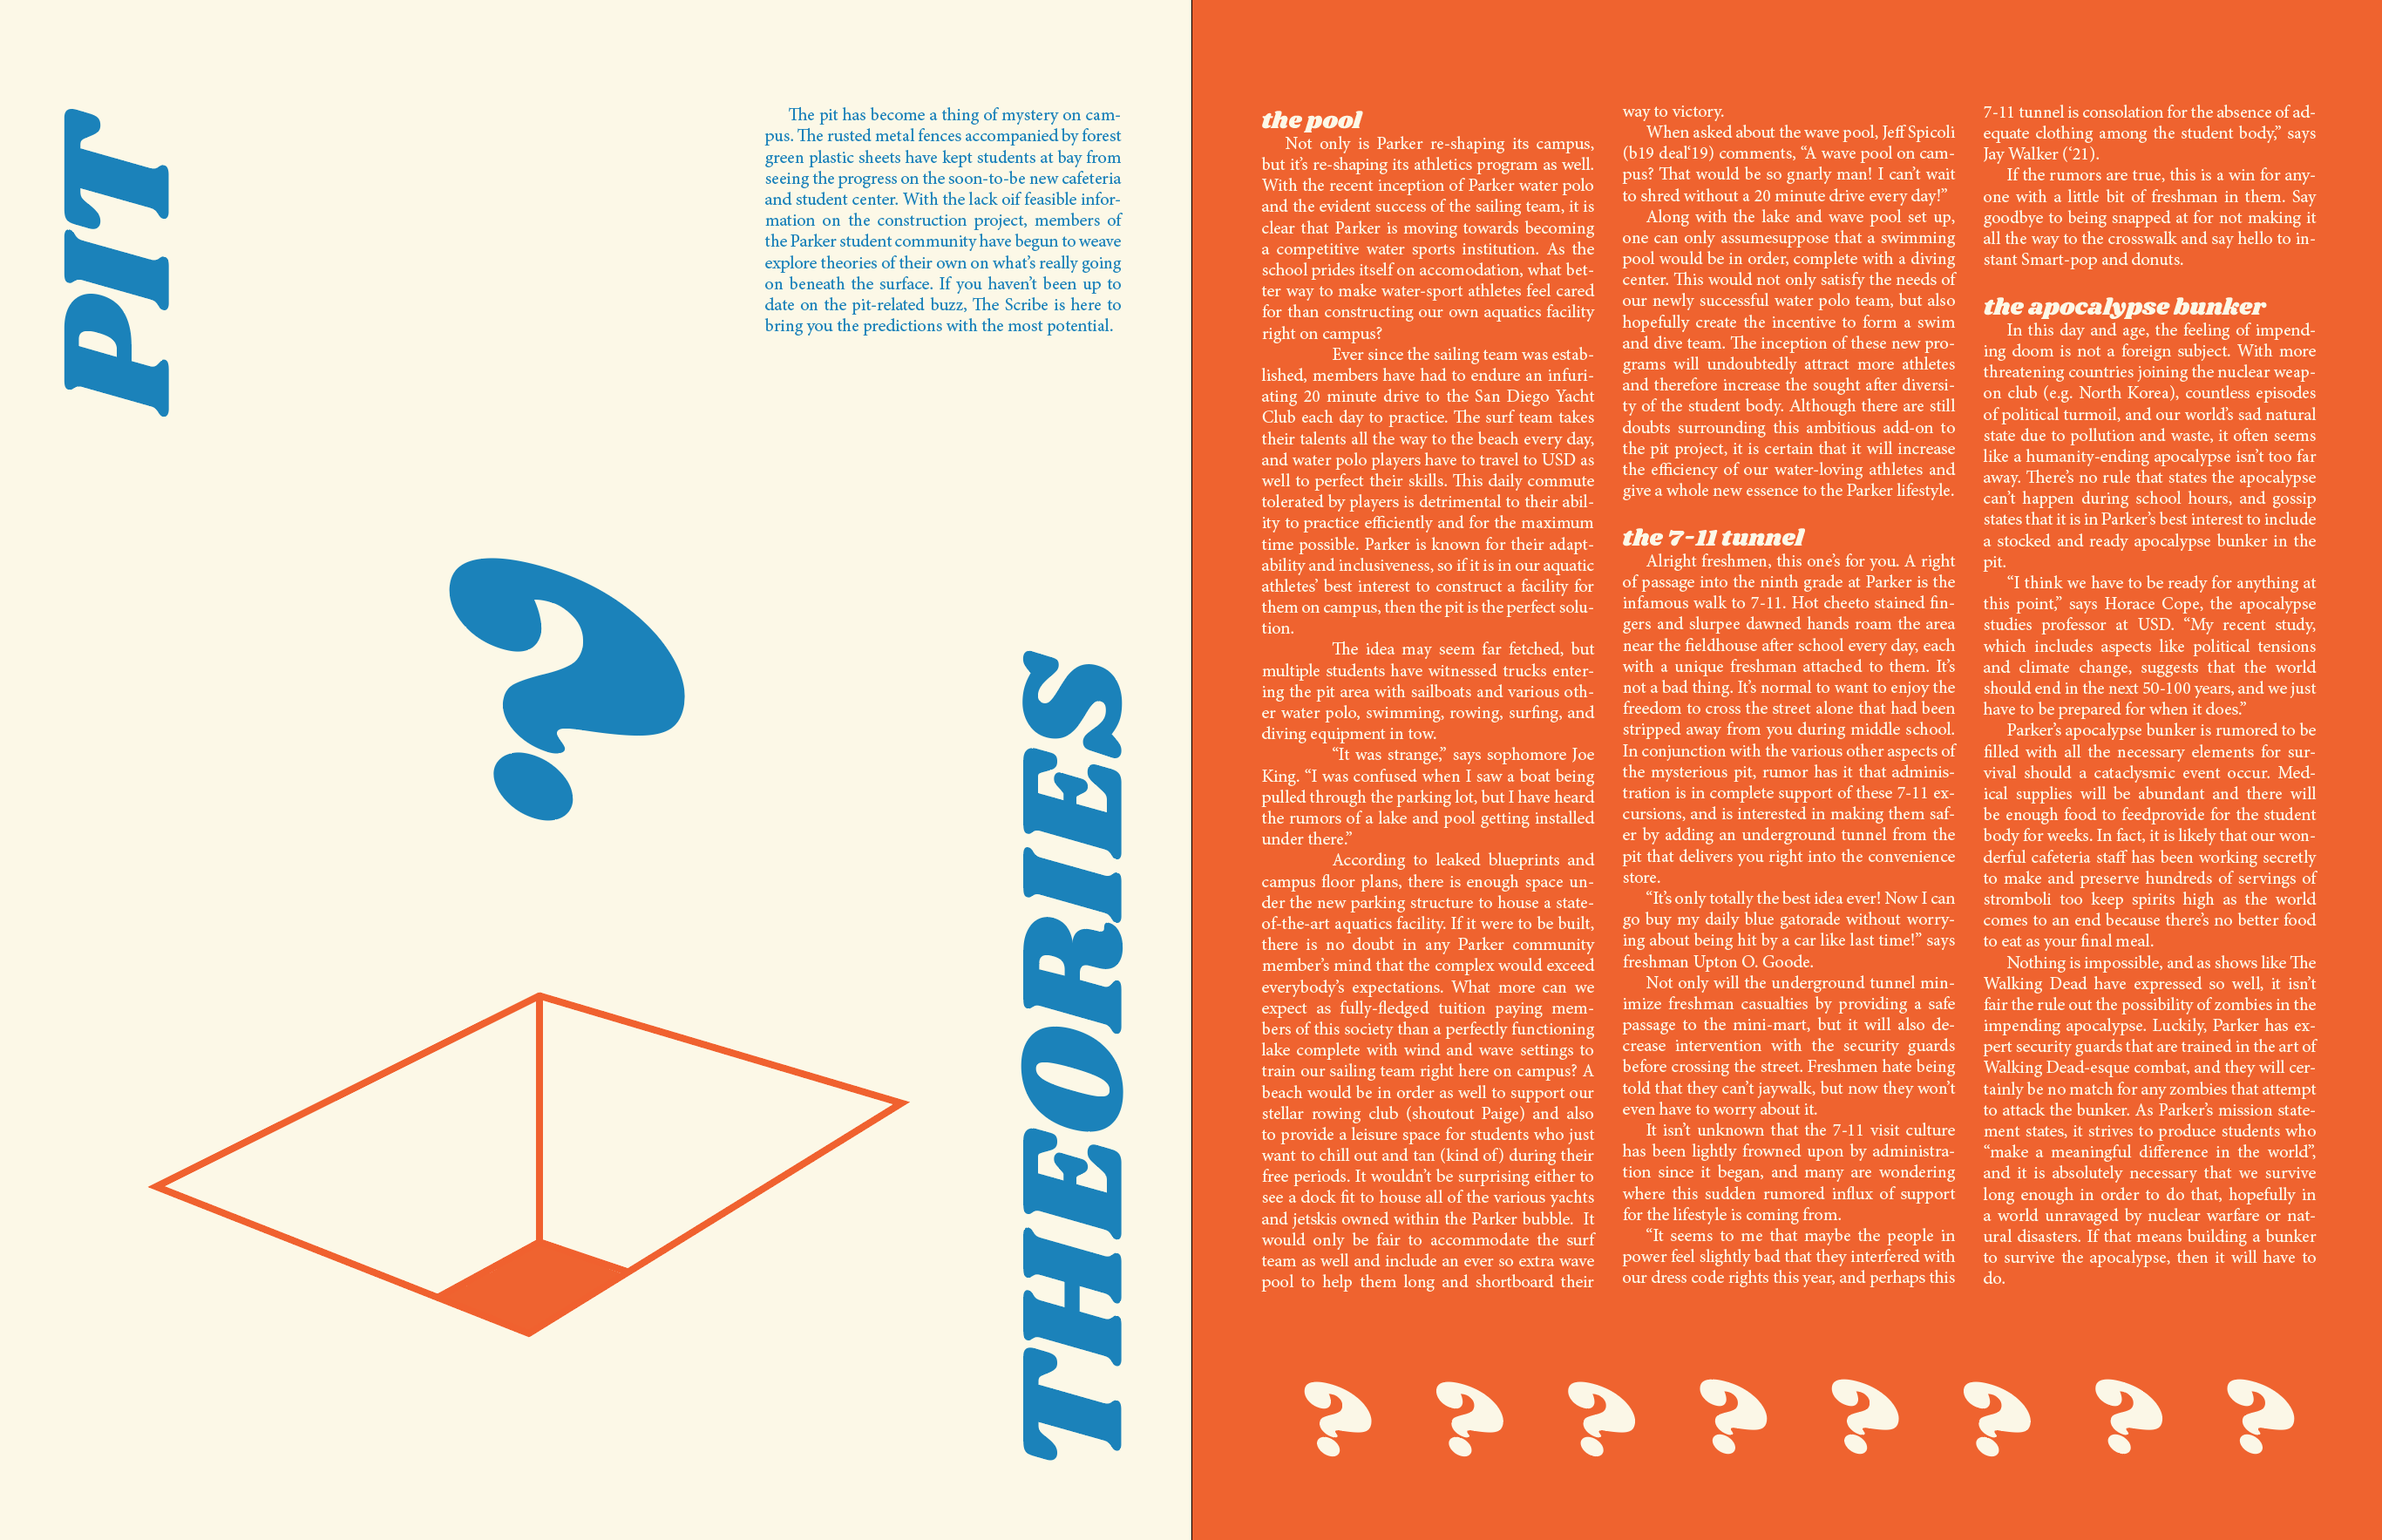 PIT
The pit has become a thing of mystery on cam-
pus. The rusted metal fences accompanied by forest
green plastic sheets have kept students at bay from
seeing the progress on the soon-to-be new cafeteria
and student center. With the lack oif feasible infor-
mation on the construction project, members of
the Parker student community have begun to weave
explore theories of their own on what's really going
on beneath the surface. If you haven't been up to
date on the pit-related buzz, The Scribe is here to
bring you the predictions with the most potential.
?
THEORIES
the pool
Not only is Parker re-shaping its campus,
but it's re-shaping its athletics program as well.
With the recent inception of Parker water polo
and the evident success of the sailing team, it is
clear that Parker is moving towards becoming
a competitive water sports institution. As the
school prides itself on accomodation, what bet-
ter way to make water-sport athletes feel cared
for than constructing our own aquatics facility
right on campus?
Ever since the sailing team was estab-
lished, members have had to endure an infuri-
ating 20 minute drive to the San Diego Yacht
Club each day to practice. The surf team takes
their talents all the way to the beach every day,
and water polo players have to travel to USD as
well to perfect their skills. This daily commute
tolerated by players is detrimental to their abil-
ity to practice efficiently and for the maximum
time possible. Parker is known for their adapt-
ability and inclusiveness, so if it is in our aquatic
athletes' best interest to construct a facility for
them on campus, then the pit is the perfect solu-
tion.
The idea may seem far fetched, but
multiple students have witnessed trucks enter-
ing the pit area with sailboats and various oth-
er water polo, swimming, rowing, surfing, and
diving equipment in tow.
“It was strange,” says sophomore Joe
King. “I was confused when I saw a boat being
pulled through the parking lot, but I have heard
the rumors of a lake and pool getting installed
under there.”
According to leaked blueprints and
campus floor plans, there is enough space un-
der the new parking structure to house a state-
of-the-art aquatics facility. If it were to be built,
there is no doubt in any Parker community
member's mind that the complex would exceed
everybody's expectations. What more can we
expect as fully-fledged tuition paying mem-
bers of this society than a perfectly functioning
lake complete with wind and wave settings to
train our sailing team right here on campus? A
beach would be in order as well to support our
stellar rowing club (shoutout Paige) and also
to provide a leisure space for students who just
want to chill out and tan (kind of) during their
free periods. It wouldn't be surprising either to
see a dock fit to house all of the various yachts
and jetskis owned within the Parker bubble. It
would only be fair to accommodate the surf
team as well and include an ever so extra wave
pool to help them long and shortboard their
way to victory.
When asked about the wave pool, Jeff Spicoli
(b19 deal‘19) comments, “A wave pool on cam-
pus? That would be so gnarly man! I can't wait
to shred without a 20 minute drive every day!”
Along with the lake and wave pool set up,
one can only assumesuppose that a swimming
pool would be in order, complete with a diving
center. This would not only satisfy the needs of
our newly successful water polo team, but also
hopefully create the incentive to form a swim
and dive team. The inception of these new pro-
grams will undoubtedly attract more athletes
and therefore increase the sought after diversi-
ty of the student body. Although there are still
doubts surrounding this ambitious add-on to
the pit project, it is certain that it will increase
the efficiency of our water-loving athletes and
give a whole new essence to the Parker lifestyle.
the 7-11 tunnel
Alright freshmen, this one's for you. A right
of passage into the ninth grade at Parker is the
infamous walk to 7-11. Hot cheeto stained fin-
gers and slurpee dawned hands roam the area
near the fieldhouse after school every day, each
with a unique freshman attached to them. It's
not a bad thing. It's normal to want to enjoy the
freedom to cross the street alone that had been
stripped away from you during middle school.
In conjunction with the various other aspects of
the mysterious pit, rumor has it that adminis-
tration is in complete support of these 7-11 ex-
cursions, and is interested in making them saf-
er by adding an underground tunnel from the
pit that delivers you right into the convenience
store.
“It's only totally the best idea ever! Now I can
go buy my daily blue gatorade without worry-
ing about being hit by a car like last time!” says
freshman Upton O. Goode.
Not only will the underground tunnel min-
imize freshman casualties by providing a safe
passage to the mini-mart, but it will also de-
crease intervention with the security guards
before crossing the street. Freshmen hate being
told that they can't jaywalk, but now they won't
even have to worry about it.
It isn't unknown that the 7-11 visit culture
has been lightly frowned upon by administra-
tion since it began, and many are wondering
where this sudden rumored influx of support
for the lifestyle is coming from.
“It seems to me that maybe the people in
power feel slightly bad that they interfered with
our dress code rights this year, and perhaps this
7-11 tunnel is consolation for the absence of ad-
equate clothing among the student body,” says
Jay Walker (‘21).
If the rumors are true, this is a win for any-
one with a little bit of freshman in them. Say
goodbye to being snapped at for not making it
all the way to the crosswalk and say hello to in-
stant Smart-pop and donuts.
the apocalypse bunker
In this day and age, the feeling of impend-
ing doom is not a foreign subject. With more
threatening countries joining the nuclear weap-
on club (e.g. North Korea), countless episodes
of political turmoil, and our world's sad natural
state due to pollution and waste, it often seems
like a humanity-ending apocalypse isn't too far
away. There's no rule that states the apocalypse
can't happen during school hours, and gossip
states that it is in Parker's best interest to include
a stocked and ready apocalypse bunker in the
pit.
“I think we have to be ready for anything at
this point,” says Horace Cope, the apocalypse
studies professor at USD. “My recent study,
which includes aspects like political tensions
and climate change, suggests that the world
should end in the next 50-100 years, and we just
have to be prepared for when it does.”
Parker's apocalypse bunker is rumored to be
filled with all the necessary elements for sur-
vival should a cataclysmic event occur. Med-
ical supplies will be abundant and there will
be enough food to feedprovide for the student
body for weeks. In fact, it is likely that our won-
derful cafeteria staff has been working secretly
to make and preserve hundreds of servings of
stromboli too keep spirits high as the world
comes to an end because there's no better food
to eat as your final meal.
Nothing is impossible, and as shows like The
Walking Dead have expressed so well, it isn't
fair the rule out the possibility of zombies in the
impending apocalypse. Luckily, Parker has ex-
pert security guards that are trained in the art of
Walking Dead-esque combat, and they will cer-
tainly be no match for any zombies that attempt
to attack the bunker. As Parker's mission state-
ment states, it strives to produce students who
“make a meaningful difference in the world”,
and it is absolutely necessary that we survive
long enough in order to do that, hopefully in
a world unravaged by nuclear warfare or nat-
ural disasters. If that means building a bunker
to survive the apocalypse, then it will have to
do.
? ? ? ? ? ? ? ?